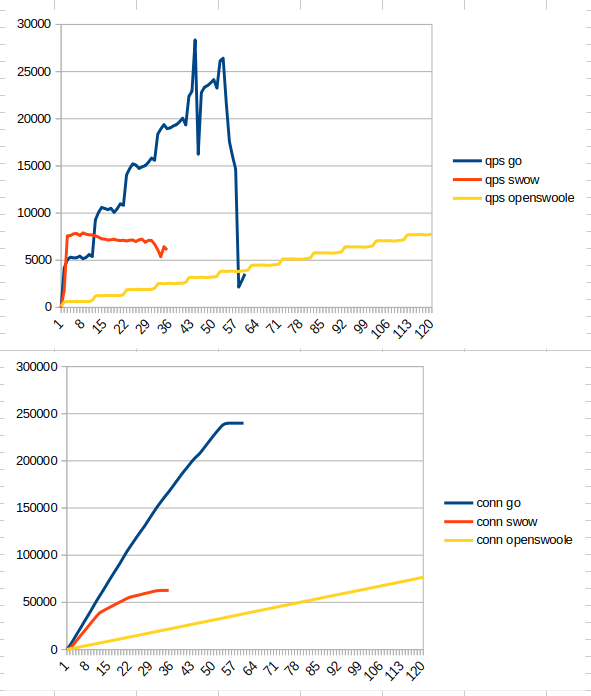 30000
25000
20000
15000
10000
5000
0
1 8 15 22 29 36 43 50 57 64 71 78 85 92 99 106 113 120
qps go
qps swow
qps openswoole
300000
250000
200000
150000
100000
50000
0
1 8 15 22 29 36 43 50 57 64 71 78 85 92 99 106 113 120
conn go
conn swow
conn openswoole